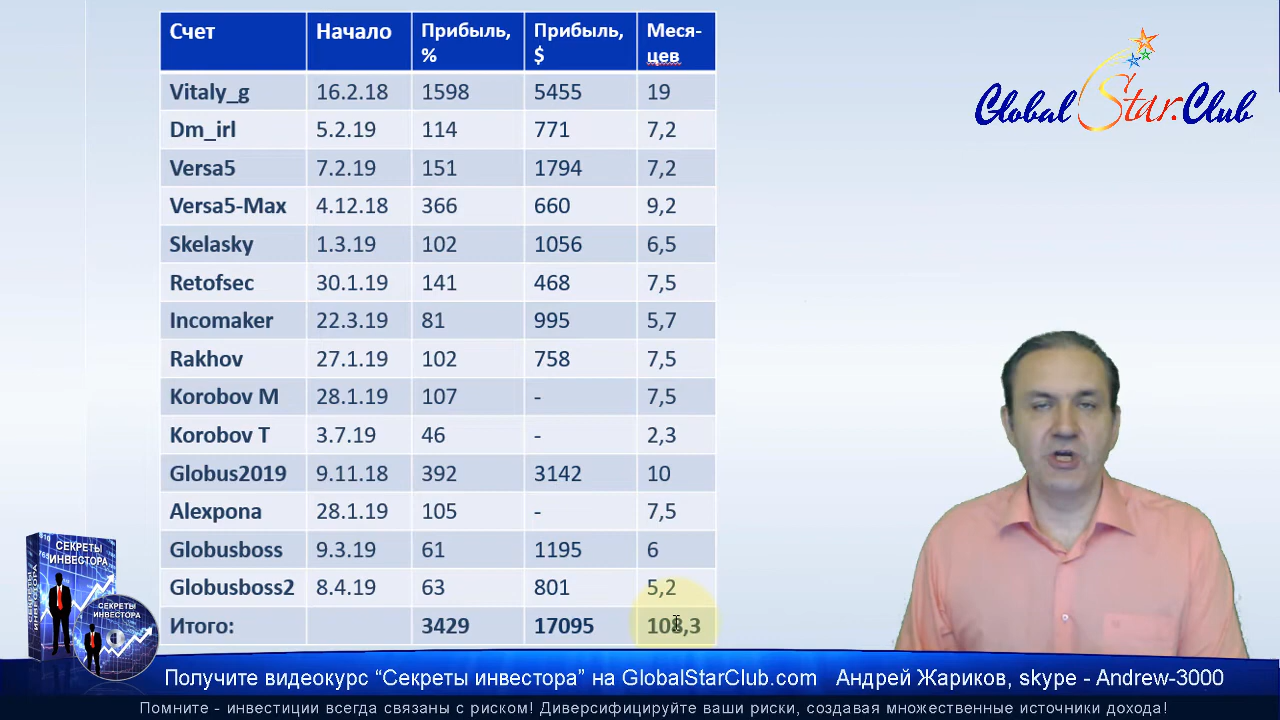 Счет Начало Прибыль, % Прибыль, $ Меся-цев
Vitaly_g 16.2.18 1598 5455 19
Dm_irl 5.2.19 114 771 7,2
Versa5 7.2.19 151 1794 7,2
Versa5-Max 4.12.18 366 660 9,2
Skelasky 1.3.19 102 1056 6,5
Retofsec 30.1.19 141 468 7,5
Incomaker 22.3.19 81 995 5,7
Rakhov 27.1.19 102 758 7,5
Korobov M 28.1.19 107 - 7,5
Korobov T 3.7.19 46 - 2,3
Globus2019 9.11.18 392 3142 10
Alexpona 28.1.19 105 - 7,5
Globusboss 9.3.19 61 1195 6
Globusboss2 8.4.19 63 801 5,2
Итого: 3429 17095
Global Star.Club
СЕКРЕТЫ
ИНВЕСТОРА
СЕКРЕТЫ
ИНВЕСТОРА
Получите видеокурс “Секреты инвестора” на GlobalStarClub.com Андрей Жариков, skype - Andrew-3000
Помните - инвестиции всегда связаны с риском! Диверсифицируйте ваши риски, создавая множественные источники дохода!